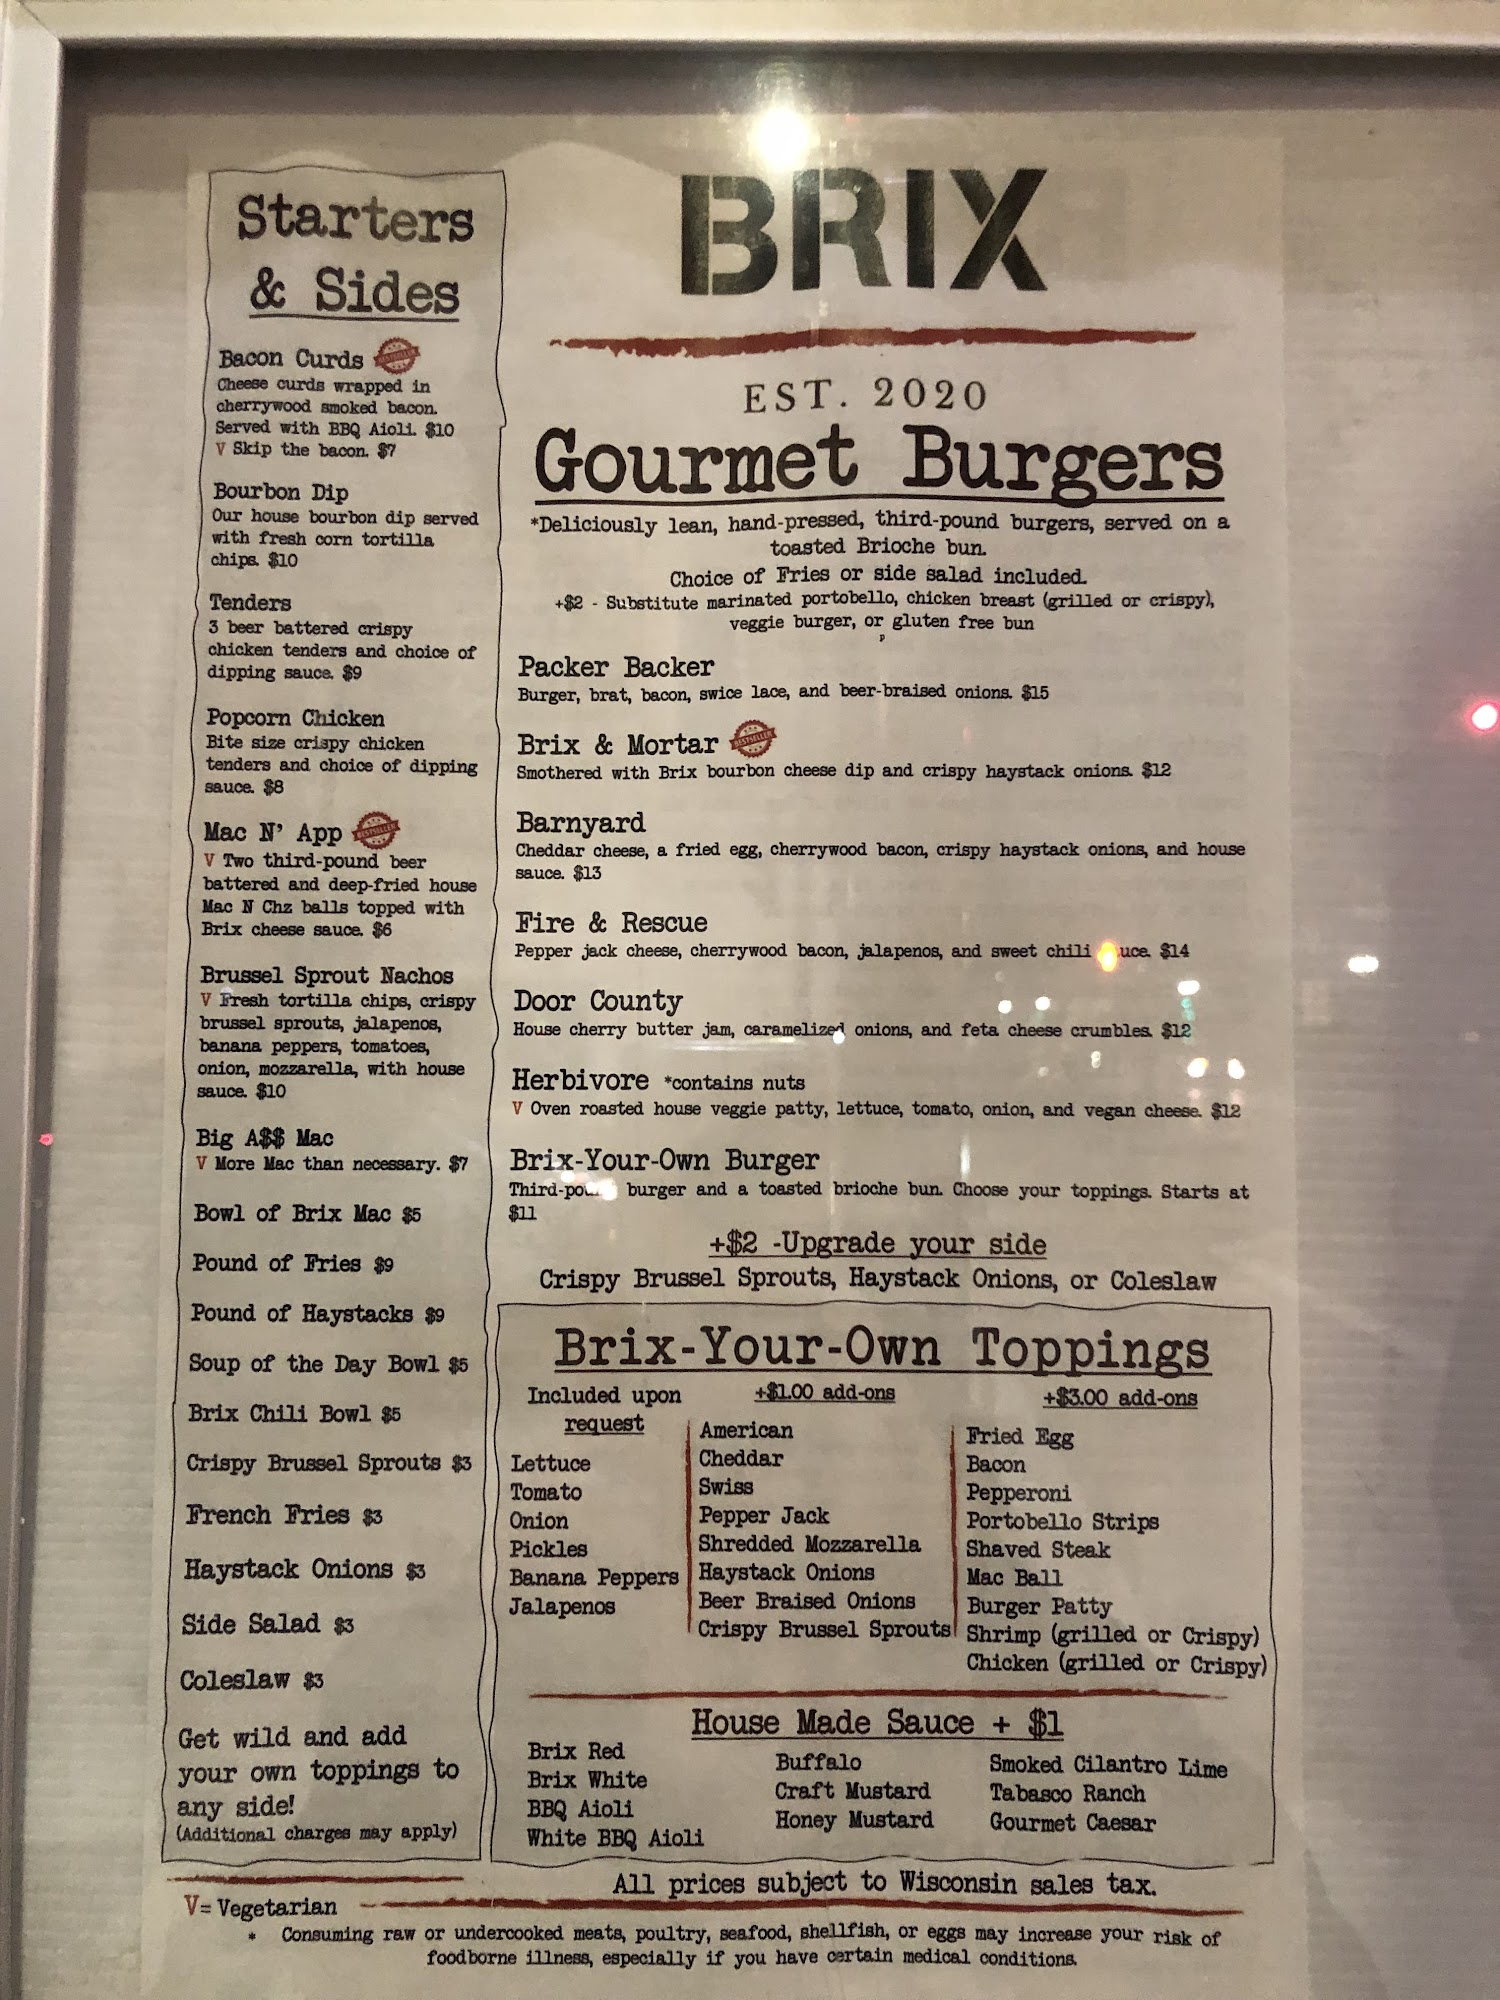 Starters
& Sides
Bacon Curds BESTSELLER
Cheese curds wrapped in
cherrywood smoked bacon.
Served with BBQ Aioli. $10
V Skip the bacon. $7
Bourbon Dip
Our house bourbon dip served
with fresh corn tortilla
chips. $10
Tenders
3 beer battered crispy
chicken tenders and choice of
dipping sauce. $9
Popcorn Chicken
Bite size crispy chicken
tenders and choice of dipping
sauce. $8
Mac N' App BESTSELLER
V Two third-pound beer
battered and deep-fried house
Mac N Chz balls topped with
Brix cheese sauce. $6
Brussel Sprout Nachos
V Fresh tortilla chips, crispy
brussel sprouts, jalapenos,
banana peppers, tomatoes,
onion, mozzarella, with house
sauce. $10
Big A$$ Mac
V More Mac than necessary. $7
Bowl of Brix Mac $5
Pound of Fries $9
Pound of Haystacks $9
Soup of the Day Bowl $5
Brix Chili Bowl $5
Crispy Brussel Sprouts $3
French Fries $3
Haystack Onions $3
Side Salad $3
Coleslaw $3
Get wild and add
your own toppings to
any side!
(Additional charges may apply)
BRIX
EST. 2020
Gourmet Burgers
*Deliciously lean, hand-pressed, third-pound burgers, served on a
toasted Brioche bun.
Choice of Fries or side salad included.
+$2 - Substitute marinated portobello, chicken breast (grilled or crispy),
veggie burger, or gluten free bun
p
Packer Backer
Burger, brat, bacon, swice lace, and beer-braised onions. $15
Brix & Mortar BESTSELLER
Smothered with Brix bourbon cheese dip and crispy haystack onions. $12
Barnyard
Cheddar cheese, a fried egg, cherrywood bacon, crispy haystack onions, and house
sauce. $13
Fire & Rescue
Pepper jack cheese, cherrywood bacon, jalapenos, and sweet chili $14
Door County
House cherry butter jam, caramelized onions, and feta cheese crumbles. $12
Herbivore *contains nuts
V Oven roasted house veggie patty, lettuce, tomato, onion, and vegan cheese. $12
Brix-Your-Own Burger
burger and a toasted brioche bun. Choose your toppings. Starts at
$11
+$2 -Upgrade your side
Crispy Brussel Sprouts, Haystack Onions, or Coleslaw
Brix-Your-Own Toppings
Included upon
request
Lettuce
Tomato
Onion
Pickles
Banana Peppers
Jalapenos
+$1.00 add-ons
American
Cheddar
Swiss
Pepper Jack
Shredded Mozzarella
Haystack Onions
Beer Braised Onions
Crispy Brussel Sprouts
+$3.00 add-ons
Fried Egg
Bacon
Pepperoni
Portobello Strips
Shaved Steak
Mac Ball
Burger Patty
Shrimp (grilled or Crispy)
Chicken (grilled or Crispy)
House Made Sauce + $1
Brix Red
Brix White
BBQ Aioli
White BBQ Aioli
Buffalo
Craft Mustard
Honey Mustard
Smoked Cilantro Lime
Tabasco Ranch
Gourmet Caesar
All prices subject to Wisconsin sales tax.
V= Vegetarian
* Consuming raw or undercooked meats, poultry, seafood, shellfish, or eggs may increase your risk of
foodborne illness, especially if you have certain medical conditions.